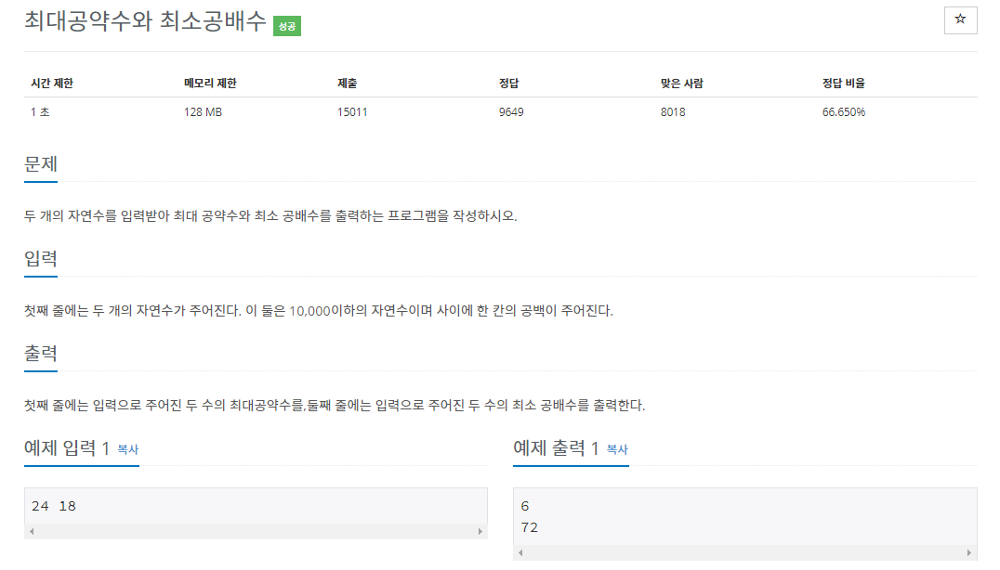 최대공약수와 최소공배수 성공 ☆
시간 제한 메모리 제한 제출 정답 맞은 사람 정답 비율
1 초 128 MB 15011 9649 8018 66.650%
문제
두 개의 자연수를 입력받아 최대 공약수와 최소 공배수를 출력하는 프로그램을 작성하시오.
입력
첫째 줄에는 두 개의 자연수가 주어진다. 이 둘은 10,000이하의 자연수이며 사이에 한 칸의 공백이 주어진다.
출력
첫째 줄에는 입력으로 주어진 두 수의 최대공약수를,둘째 줄에는 입력으로 주어진 두 수의 최소 공배수를 출력한다.
예제 입력 1 복사
24 18
예제 출력 1 복사
6
72